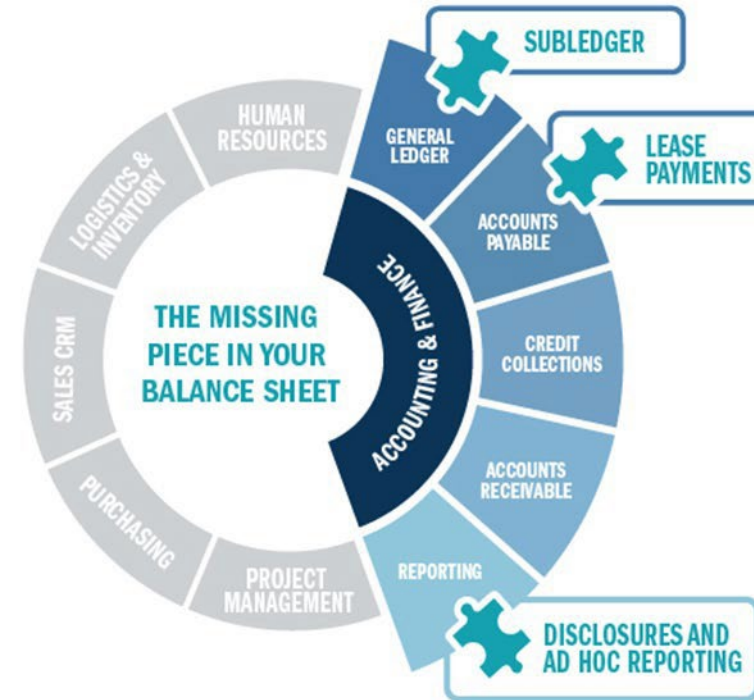 SUBLEDGER
LEASE
PAYMENTS
HUMAN
RESOURCES
GENERAL
LEDGER
LOGISTICS &
INVENTORY
ACCOUNTS
PAYABLE
THE MISSING
PIECE IN YOUR
BALANCE SHEET
ACCOUNTING & FINANCE
CREDIT
COLLECTIONS
SALES CRM
ACCOUNTS
RECEIVABLE
PURCHASING
PROJECT
MANAGEMENT
REPORTING
DISCLOSURES AND
AD HOC REPORTING